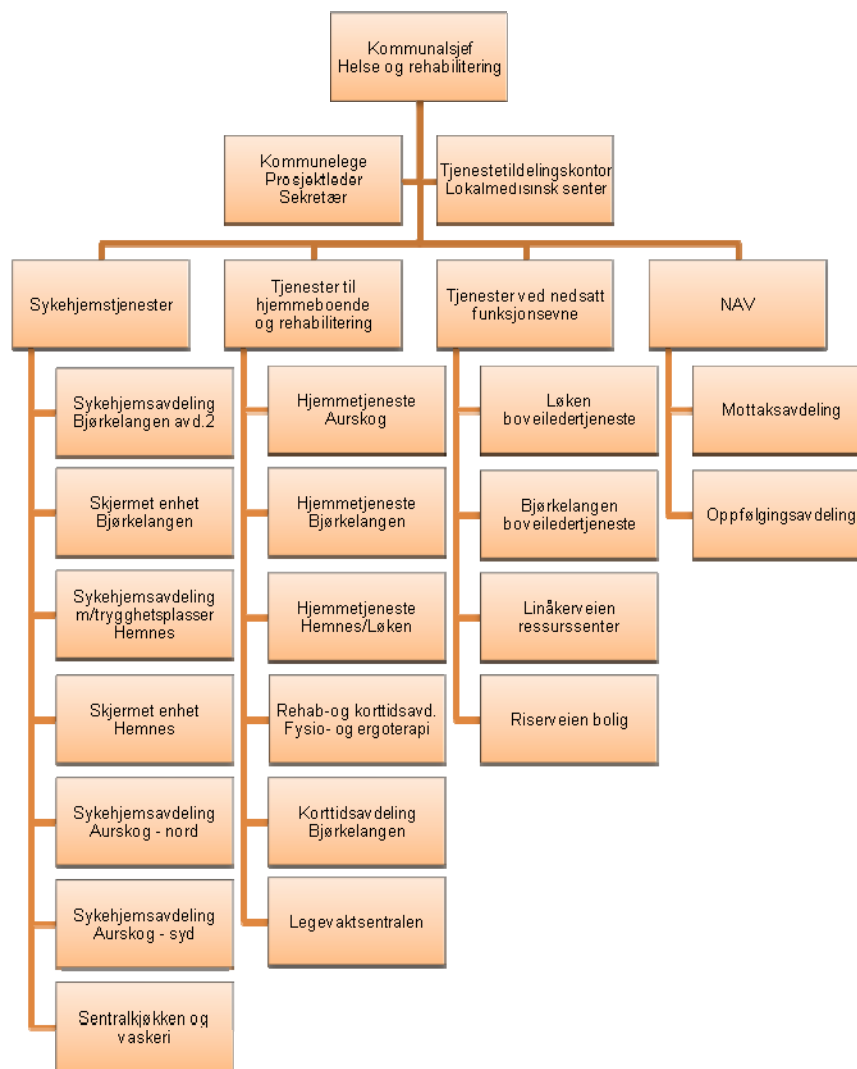 Kommunalsjef
Helse og rehabilitering
Kommunelege
Prosjektleder
Sekretær
Tjenestetildelingskontor
Lokalmedisinsk senter
Sykehjemstjenester
Tjenester til
hjemmeboende
og rehabilitering
Tjenester ved nedsatt
funksjonsevne
NAV
Sykehjemsavdeling
Bjørkelangen avd.2
Skjermet enhet
Bjørkelangen
Sykehjemsavdeling
m/trygghetsplasser
Hemnes
Skjermet enhet
Hemnes
Sykehjemsavdeling
Aurskog - nord
Sykehjemsavdeling
Aurskog - syd
Sentralkjøkken og
vaskeri
Hjemmetjeneste
Aurskog
Hjemmetjeneste
Bjørkelangen
Hjemmetjeneste
Hemnes/Løken
Rehab-og korttidsavd.
Fysio- og ergoterapi
Korttidsavdeling
Bjørkelangen
Legevaktsentralen
Løken
boveiledertjeneste
Bjørkelangen
boveiledertjeneste
Linåkerveien
ressurssenter
Riserveien bolig
Mottaksavdeling
Oppfølgingsavdeling